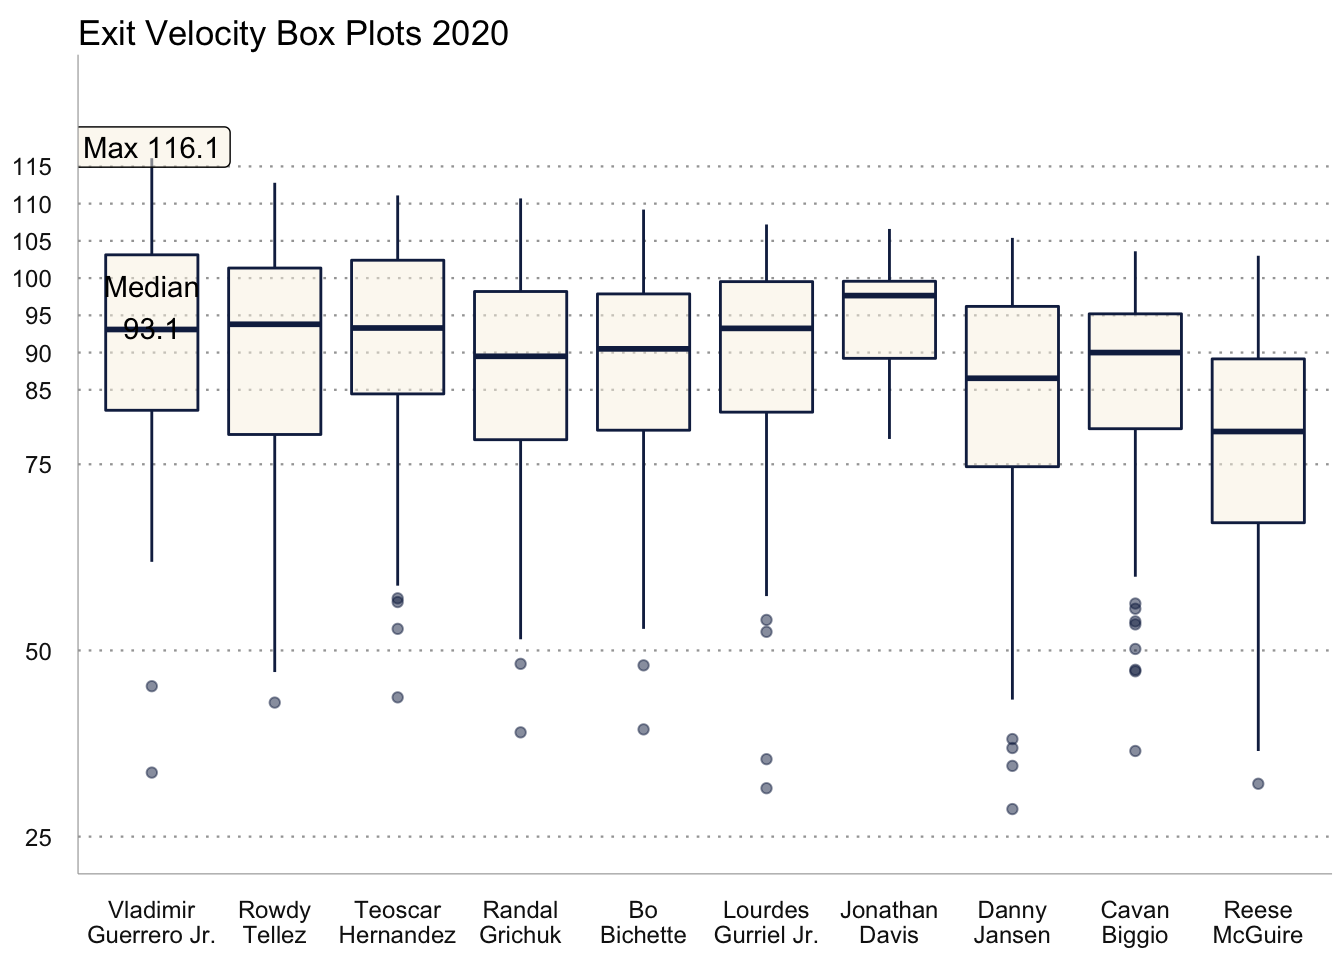 Exit Velocity Box Plots 2020
Max 116.1
115
110
105
100
95
90
85
75
50
25
Median
93.1
Vladimir
Guerrero Jr.
Rowdy
Tellez
Teoscar
Hernandez
Randal
Grichuk
Bo
Bichette
Lourdes
Gurriel Jr.
Jonathan
Davis
Danny
Jansen
Cavan
Biggio
Reese
McGuire